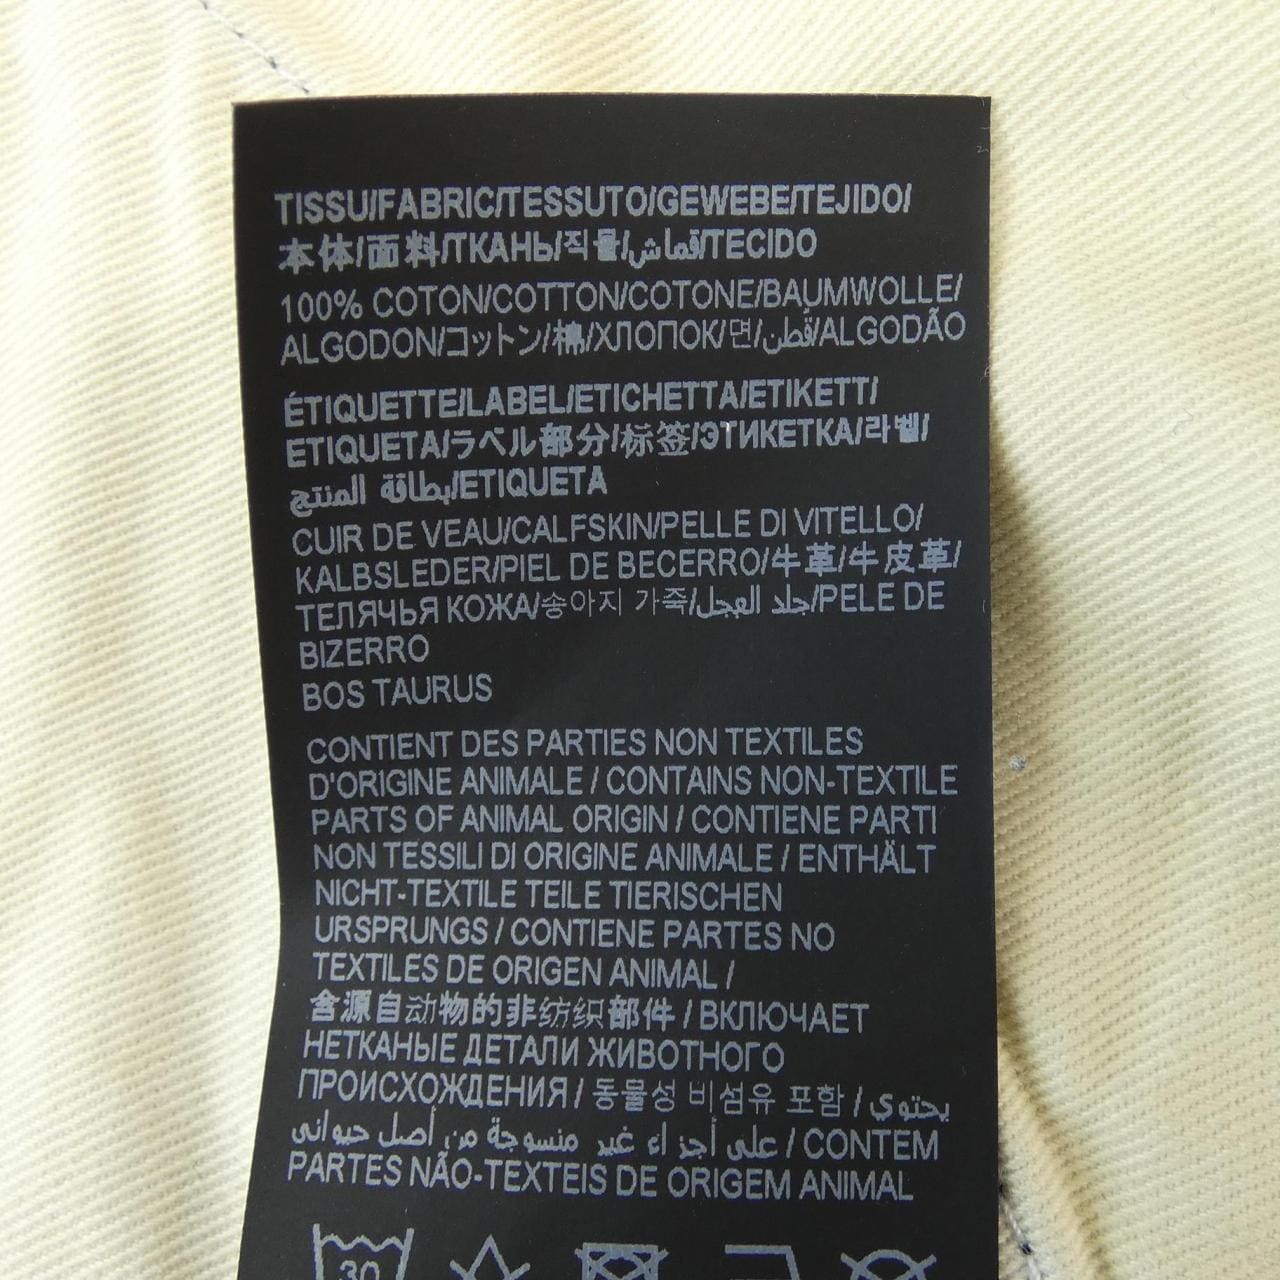 TISSU/FABRIC/TESSUTO/GEWEBE/TEJIDO/
本体/面料/ТКАНЬ/직물/قماش/TECIDO
100% COTON/COTTON/COTONE/BAUMWOLLE/
ALGODON/コットン/棉/ХЛОПОК/면/قطن/ALGODÃO
ÉTIQUETTE/LABEL/ETICHETTA/ETIKETT/
ETIQUETA/ラベル部分/标签/ЭТИКЕТКА/라벨/
بطاقة المنتج/ETIQUETA
CUIR DE VEAU/CALFSKIN/PELLE DI VITELLO/
KALBSLEDER/PIEL DE BECERRO/牛革/牛皮革/
ТЕЛЯЧЬЯ КОЖА/송아지 가죽/جلد العجل/PELE DE
BIZERRO
BOS TAURUS
CONTIENT DES PARTIES NON TEXTILES
D'ORIGINE ANIMALE / CONTAINS NON-TEXTILE
PARTS OF ANIMAL ORIGIN / CONTIENE PARTI
NON TESSILI DI ORIGINE ANIMALE / ENTHÄLT
NICHT-TEXTILE TEILE TIERISCHEN
URSPRUNGS / CONTIENE PARTES NO
TEXTILES DE ORIGEN ANIMAL /
含源自动物的非纺织部件 / ВКЛЮЧАЕТ
НЕТКАНЫЕ ДЕТАЛИ ЖИВОТНОГО
ПРОИСХОЖДЕНИЯ / 동물성 비섬유 포함 / يحتوي
على أجزاء غير منسوجة من أصل حيواني / CONTEM
PARTES NÃO-TEXTEIS DE ORIGEM ANIMAL
30